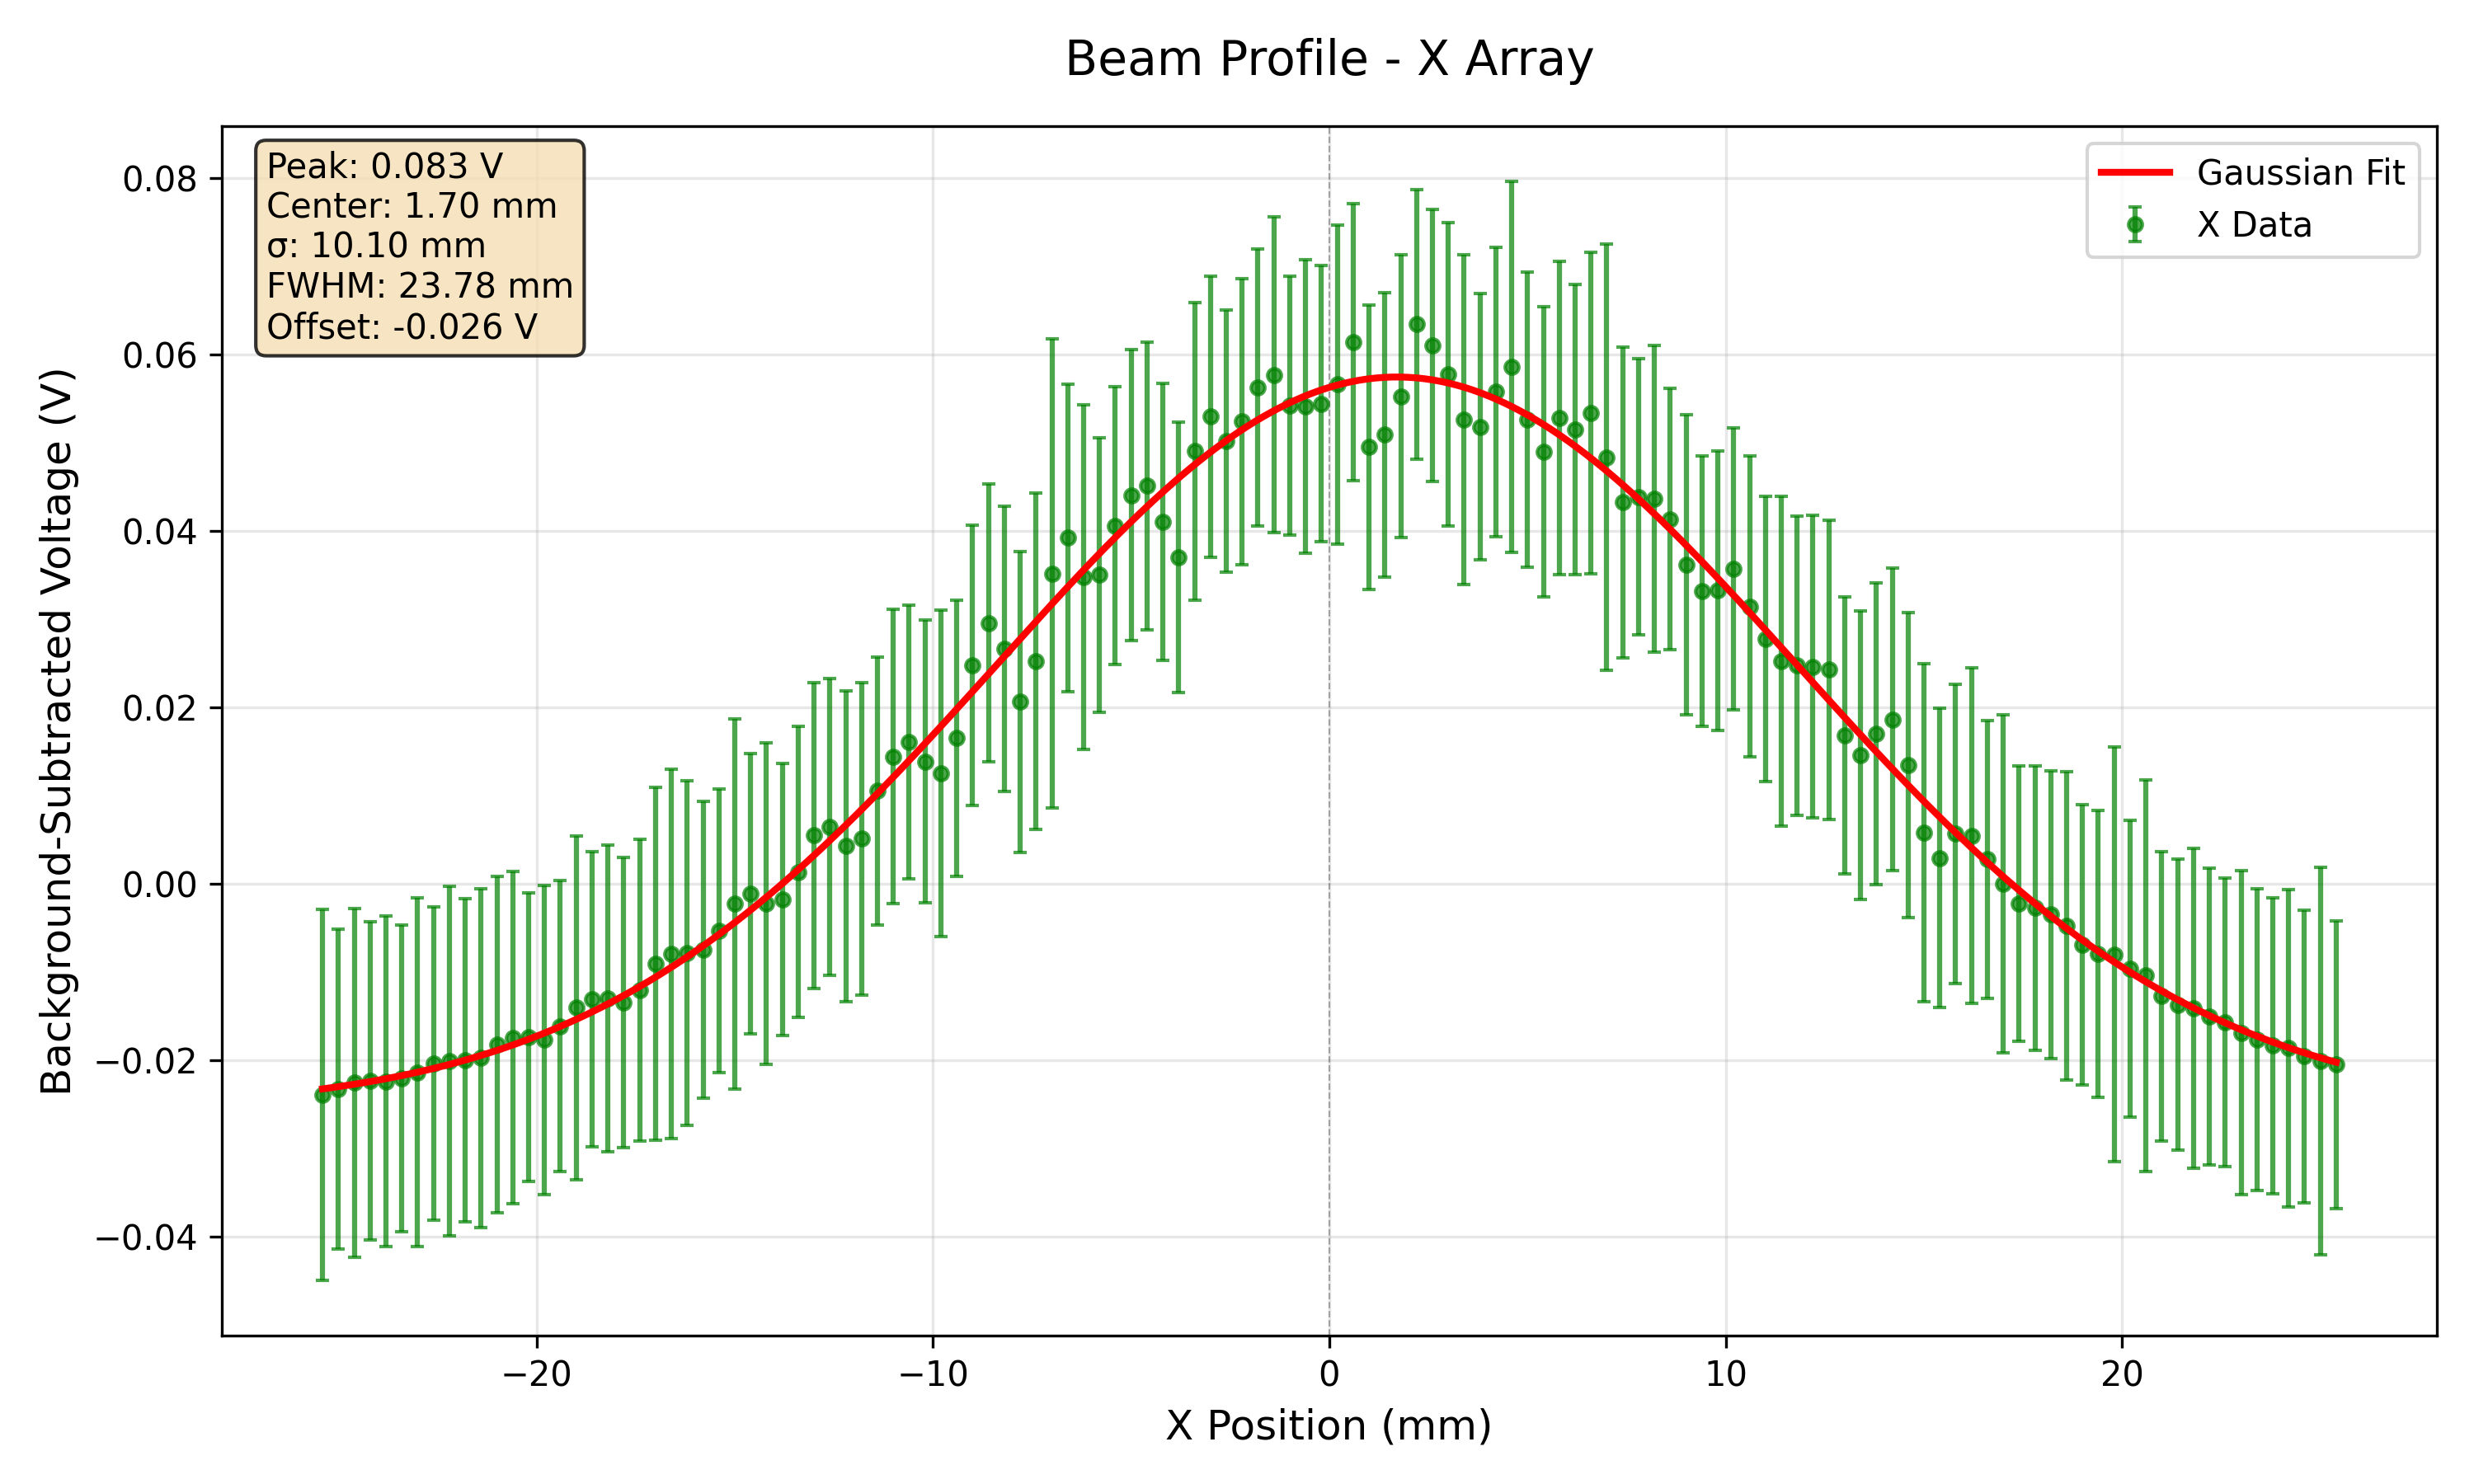 Beam Profile - X Array
Peak: 0.083 V
Center: 1.70 mm
σ: 10.10 mm
FWHM: 23.78 mm
Offset: -0.026 V
Gaussian Fit
X Data
Background-Subtracted Voltage (V)
0.08
0.06
0.04
0.02
0.00
−0.02
−0.04
−20
−10
0
10
20
X Position (mm)